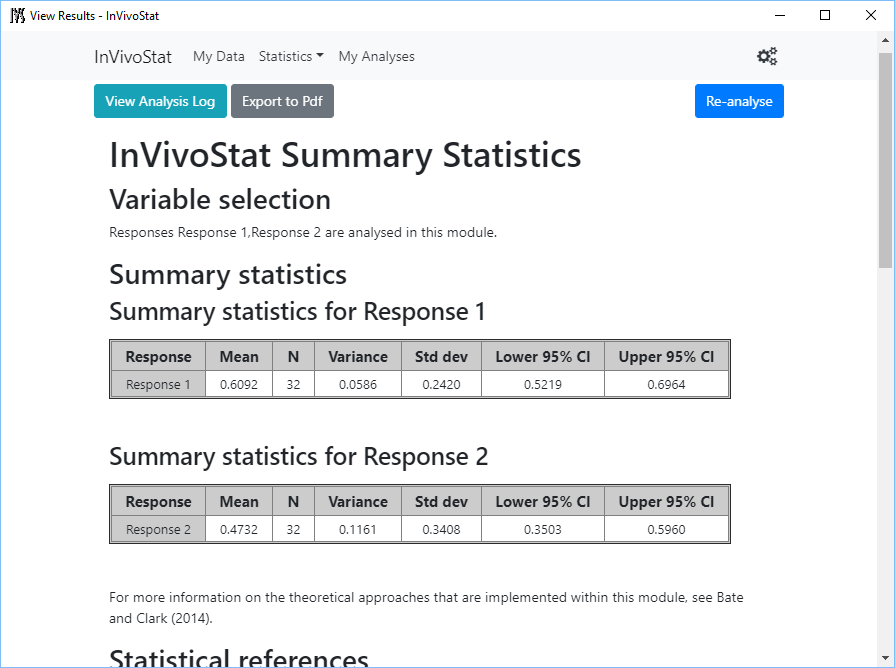 View Results - InVivoStat
InVivoStat My Data Statistics My Analyses
View Analysis Log Export to Pdf Re-analyse
InVivoStat Summary Statistics
Variable selection
Responses Response 1,Response 2 are analysed in this module.
Summary statistics
Summary statistics for Response 1
Response Mean N Variance Std dev Lower 95% CI Upper 95% CI
Response 1 0.6092 32 0.0586 0.2420 0.5219 0.6964
Summary statistics for Response 2
Response Mean N Variance Std dev Lower 95% CI Upper 95% CI
Response 2 0.4732 32 0.1161 0.3408 0.3503 0.5960
For more information on the theoretical approaches that are implemented within this module, see Bate
and Clark (2014).
Statistical references